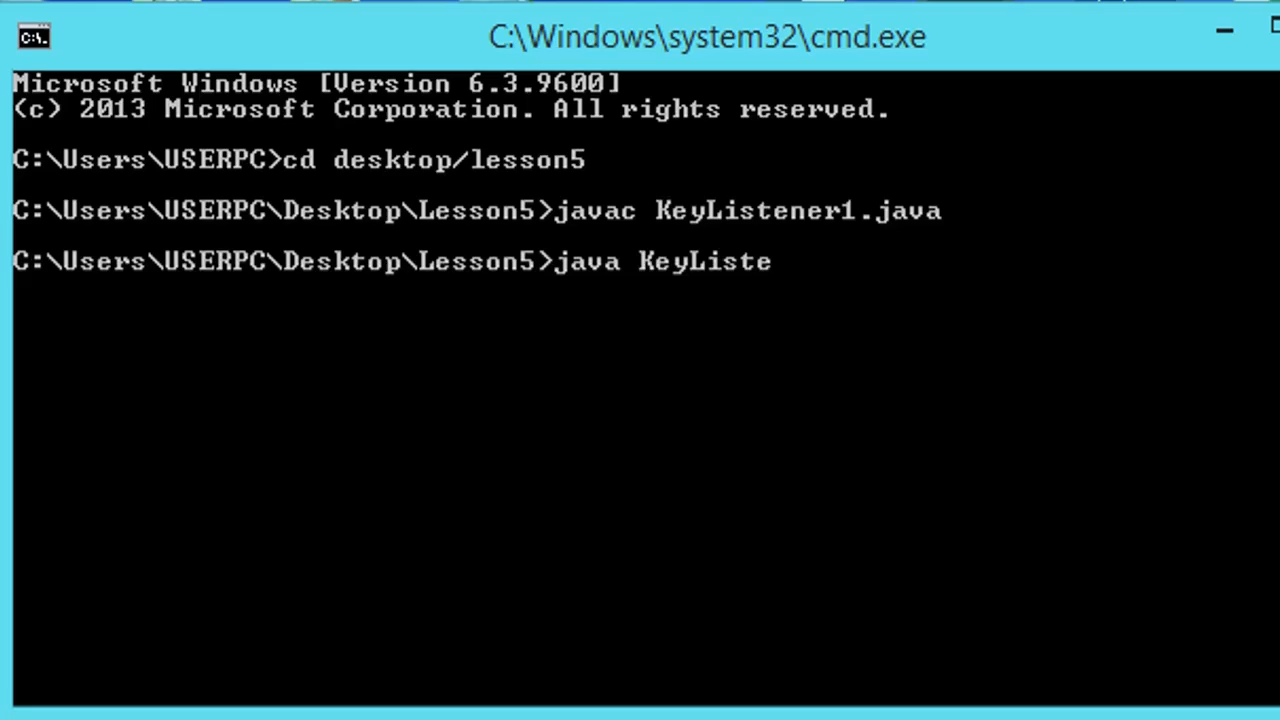 C:\Windows\system32\cmd.exe
Microsoft Windows [Version 6.3.9600]
(c) 2013 Microsoft Corporation. All rights reserved.
C:\Users\USERPC>cd desktop/lesson5
C:\Users\USERPC\Desktop\Lesson5>javac KeyListener1.java
C:\Users\USERPC\Desktop\Lesson5>java KeyListe